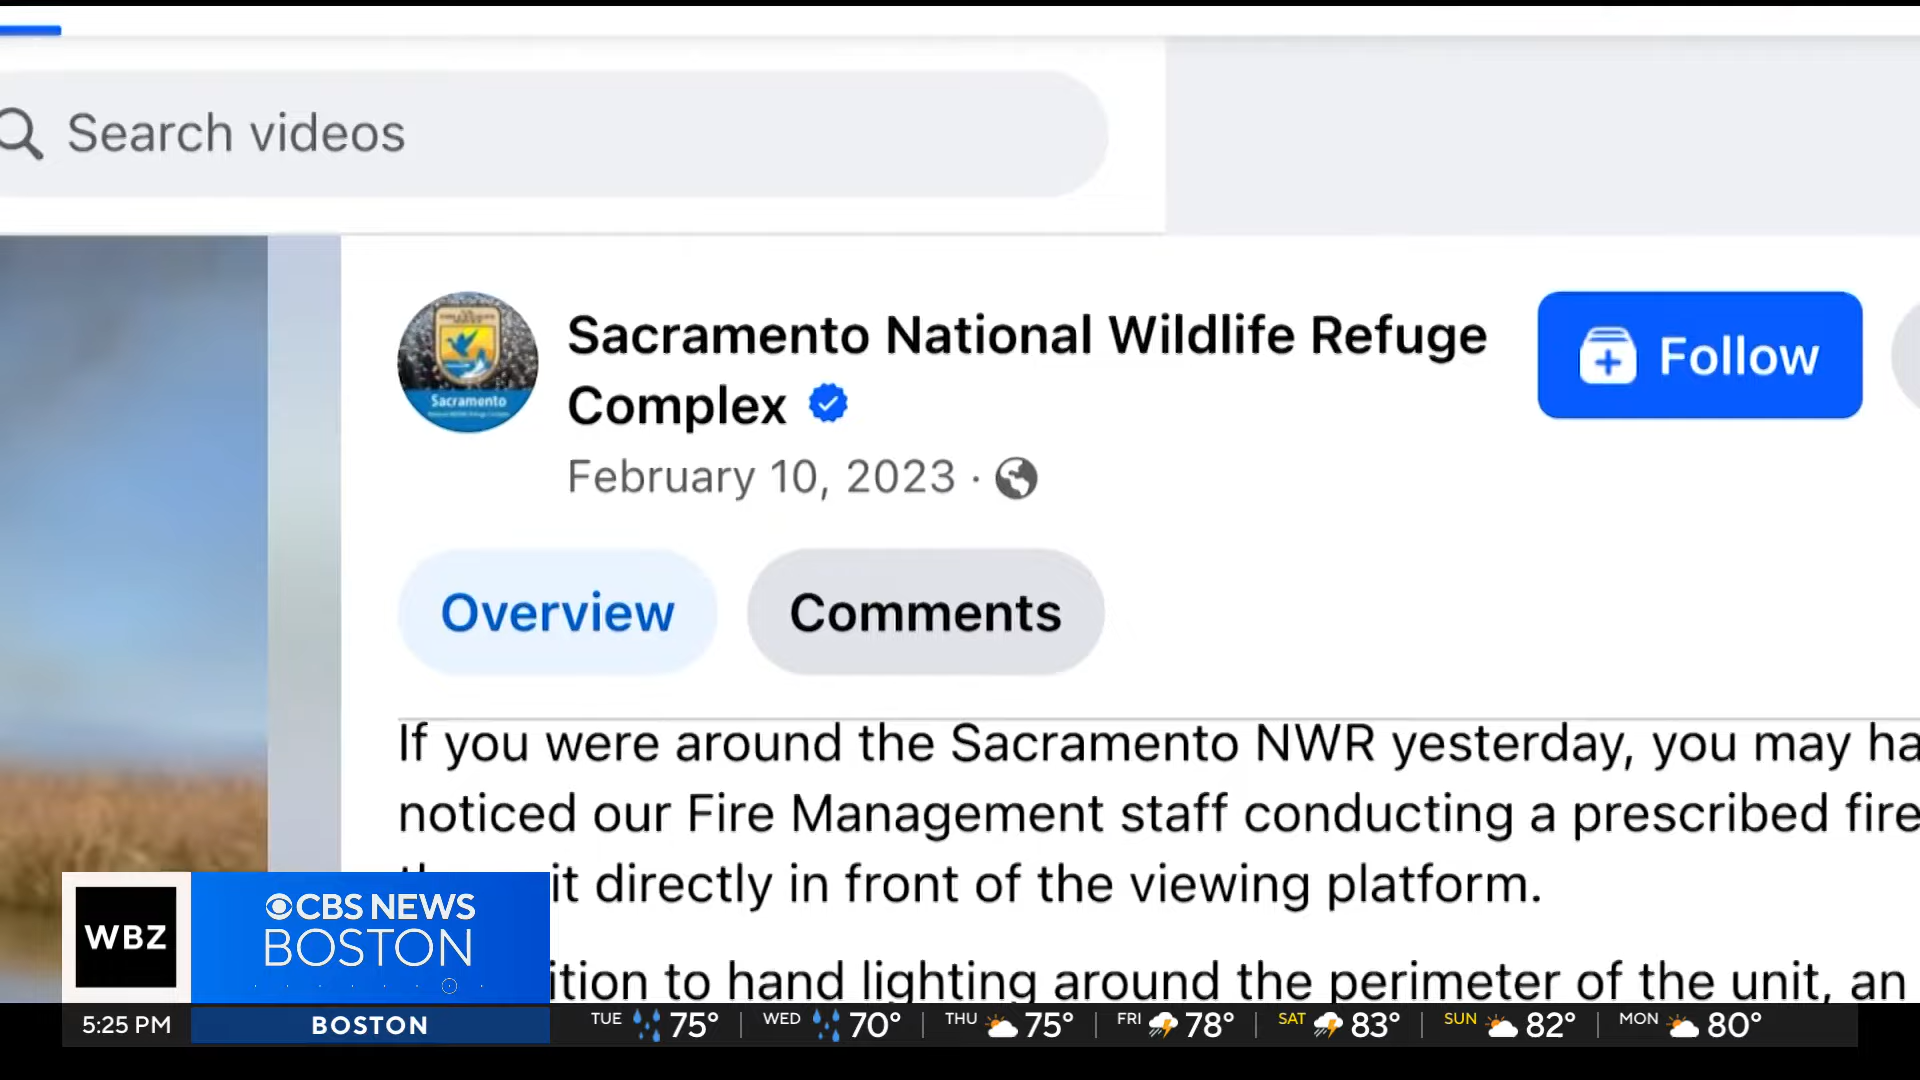 Search videos
Sacramento National Wildlife Refuge
Complex
February 10, 2023 ·
Sacramento
Follow
Overview
Comments
If you were around the Sacramento NWR yesterday, you may ha
noticed our Fire Management staff conducting a prescribed fire
it directly in front of the viewing platform.
ition to hand lighting around the perimeter of the unit, an
WBZ
CBS NEWS
BOSTON
5:25 PM
BOSTON
TUE 75° WED 70° THU 75° FRI 78° SAT 83° SUN 82° MON 80°